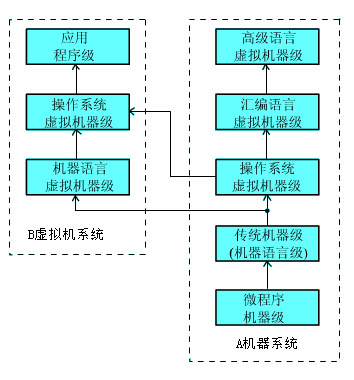 应用
程序级
操作系统
虚拟机器级
机器语言
虚拟机器级
B虚拟机系统
高级语言
虚拟机器级
汇编语言
虚拟机器级
操作系统
虚拟机器级
传统机器级
(机器语言级)
微程序
机器级
A机器系统